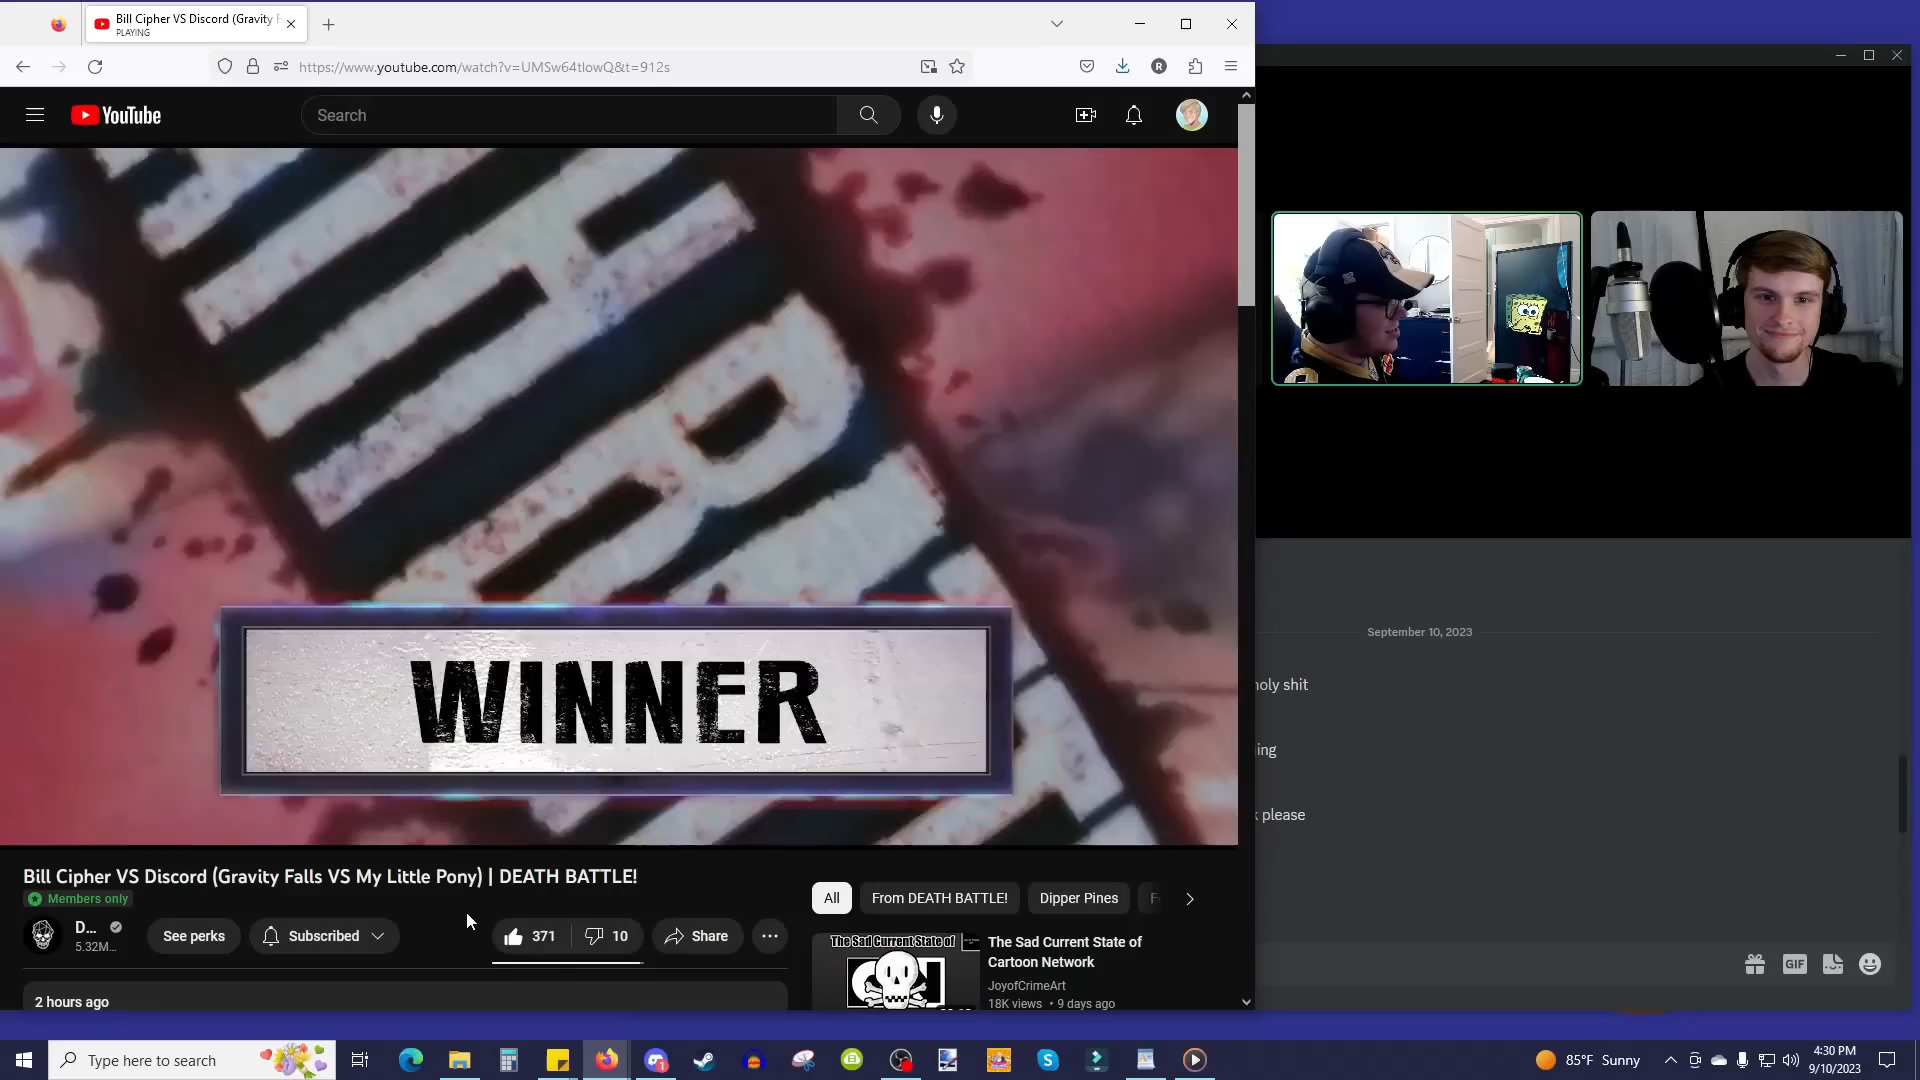 Bill Cipher VS Discord (Gravity F
PLAYING
https://www.youtube.com/watch?v=UMSw64tIowQ&t=912s
R
YouTube
Search
WINNER
Bill Cipher VS Discord (Gravity Falls VS My Little Pony) | DEATH BATTLE!
Members only
D...
5.32M...
See perks
Subscribed
371
10
Share
2 hours ago
All
From DEATH BATTLE!
Dipper Pines
F
The Sad Current State of
The Sad Current State of
Cartoon Network
JoyofCrimeArt
18K views • 9 days ago
September 10, 2023
holy shit
ing
please
GIF
Type here to search
1
85°F Sunny
4:30 PM
9/10/2023